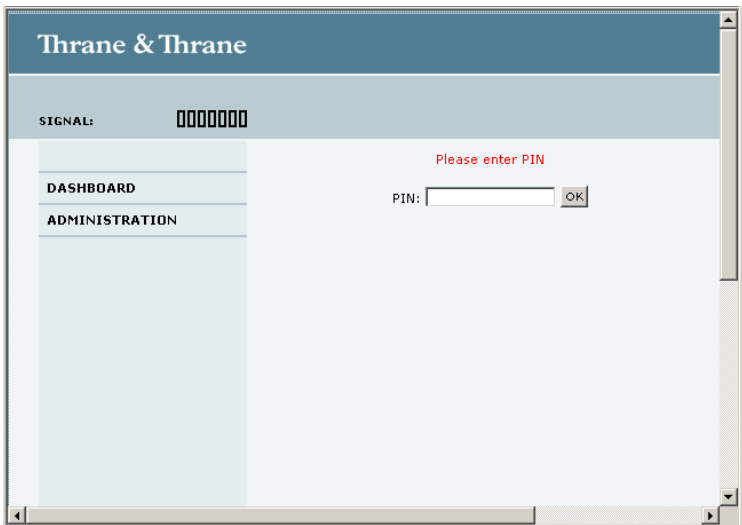 Thrane & Thrane
SIGNAL:
Please enter PIN
DASHBOARD
PIN: OK
ADMINISTRATION